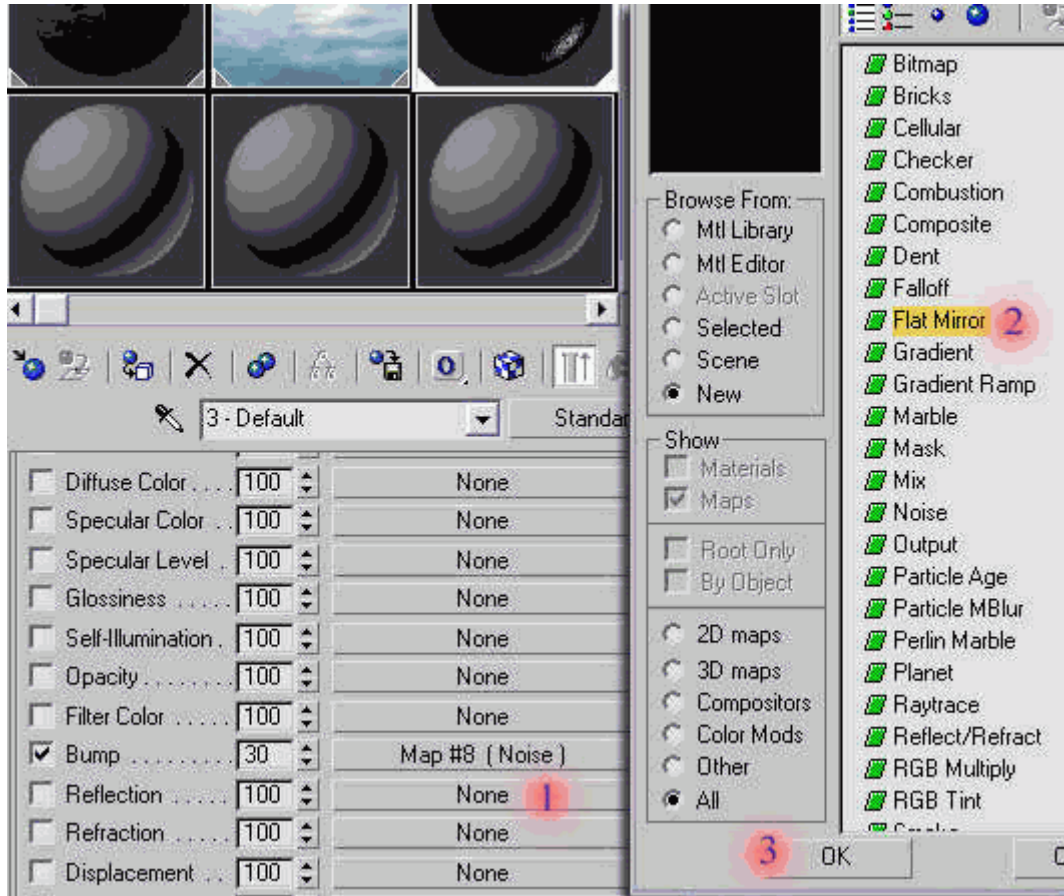 3 - Default
Standar
Diffuse Color . . . . 100 None
Specular Color . . 100 None
Specular Level . 100 None
Glossiness . . . . . 100 None
Self-Illumination . 100 None
Opacity . . . . . . . . 100 None
Filter Color . . . . . 100 None
Bump . . . . . . . . . 30 Map #8 ( Noise )
Reflection . . . . . 100 None 1
Refraction . . . . . 100 None
Displacement . . 100 None
Browse From:
Mtl Library
Mtl Editor
Active Slot
Selected
Scene
New
Show
Materials
Maps
Root Only
By Object
2D maps
3D maps
Compositors
Color Mods
Other
All
Bitmap
Bricks
Cellular
Checker
Combustion
Composite
Dent
Falloff
Flat Mirror 2
Gradient
Gradient Ramp
Marble
Mask
Mix
Noise
Output
Particle Age
Particle MBlur
Perlin Marble
Planet
Raytrace
Reflect/Refract
RGB Multiply
RGB Tint
3 OK